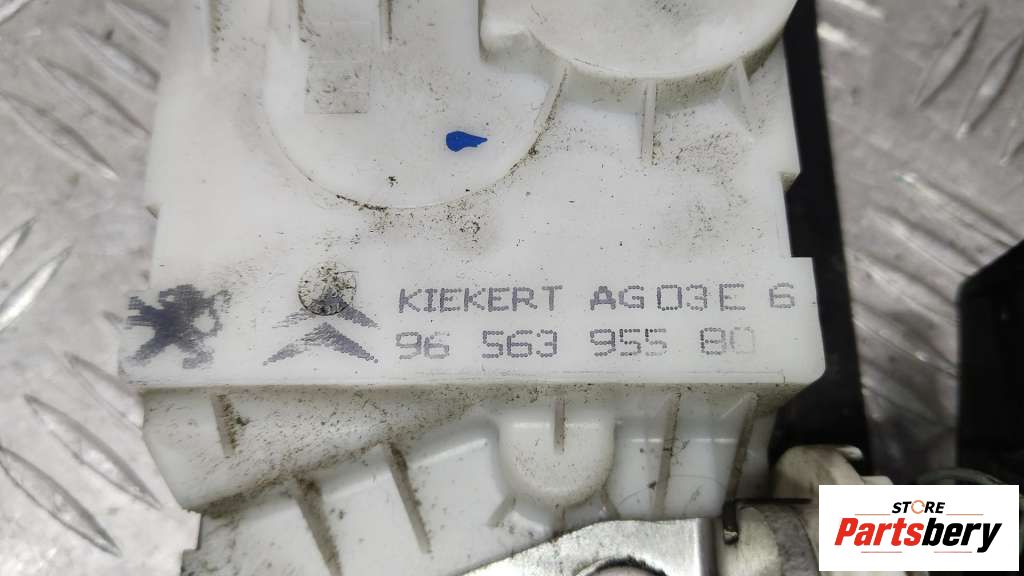 KIEKERT AG 03 E 6
96 563 955 80
STORE
Partsbery